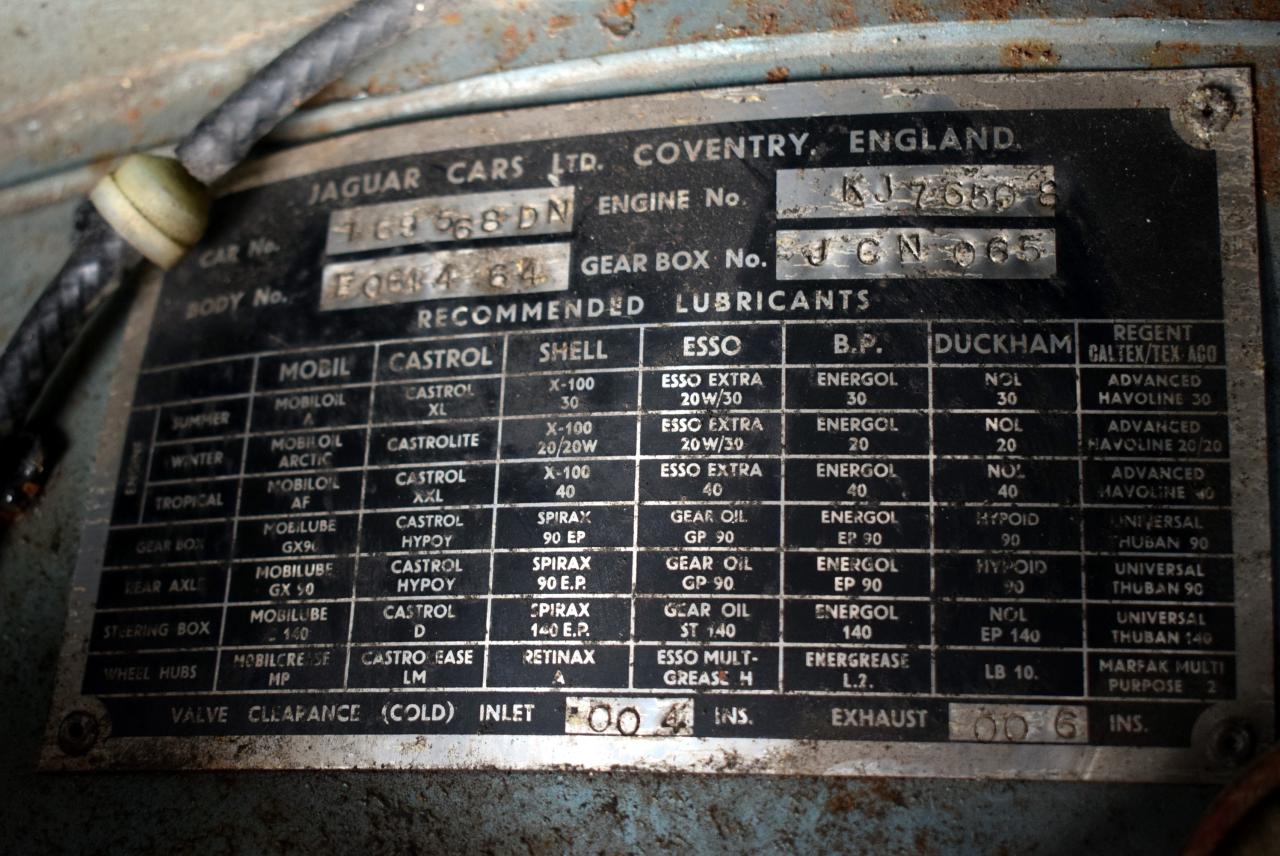 JAGUAR CARS LTD. COVENTRY, ENGLAND.
CAR No. DN ENGINE No.
BODY No. GEAR BOX No. 065
RECOMMENDED LUBRICANTS
MOBIL CASTROL SHELL ESSO B.P. DUCKHAM REGENT CALTEX/TEXACO
SUMMER MOBILOIL A CASTROL XL X-100 30 ESSO EXTRA 20W/30 ENERGOL 30 NOL 30 ADVANCED HAVOLINE 30
WINTER MOBILOIL ARCTIC CASTROLITE X-100 20/20W ESSO EXTRA 20W/30 ENERGOL 20 NOL 20 ADVANCED HAVOLINE 20/20
TROPICAL MOBILOIL AF CASTROL XXL X-100 40 ESSO EXTRA 40 ENERGOL 40 NOL 40 ADVANCED HAVOLINE 40
GEAR BOX MOBILUBE GX90 CASTROL HYPOY SPIRAX 90 EP GEAR OIL GP 90 ENERGOL EP 90 HYPOID 90 UNIVERSAL THUBAN 90
REAR AXLE MOBILUBE GX 90 CASTROL HYPOY SPIRAX 90 E.P. GEAR OIL GP 90 ENERGOL EP 90 HYPOID 90 UNIVERSAL THUBAN 90
STEERING BOX MOBILUBE 140 CASTROL D SPIRAX 140 E.P. GEAR OIL ST 140 ENERGOL 140 NOL EP 140 UNIVERSAL THUBAN 140
WHEEL HUBS MOBILGREASE MP CASTROLEASE LM RETINAX A ESSO MULT- GREASE H ENERGREASE L.2. LB 10. MARFAK MULTI PURPOSE 2
VALVE CLEARANCE (COLD) INLET 004 INS. EXHAUST 006 INS.